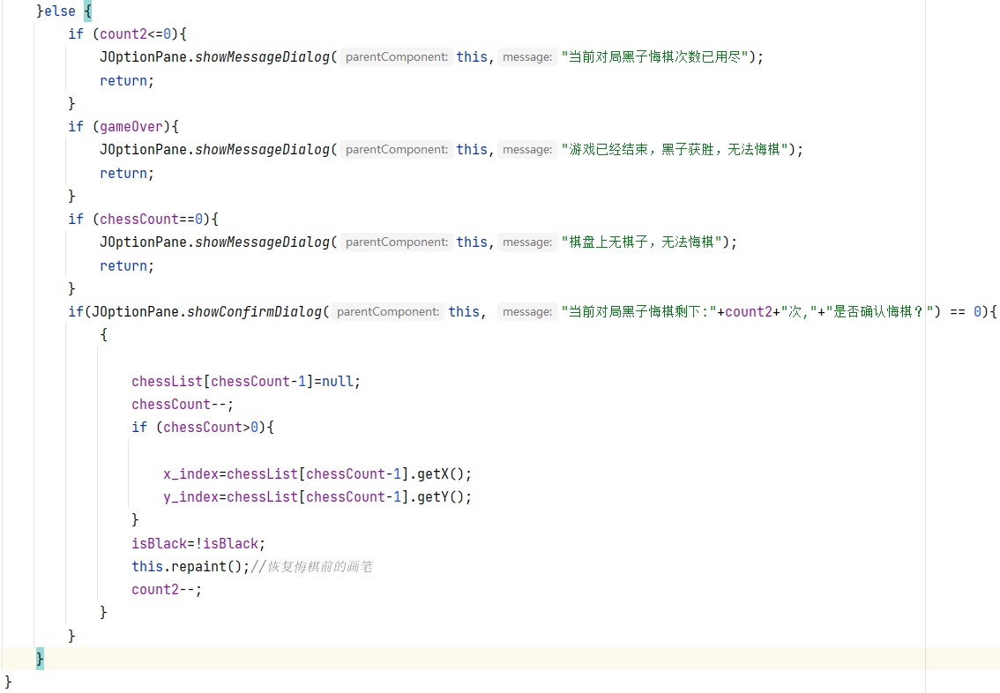 }else {
if (count2<=0){
JOptionPane.showMessageDialog( parentComponent: this, message: "当前对局黑子悔棋次数已用尽");
return;
}
if (gameOver){
JOptionPane.showMessageDialog( parentComponent: this, message: "游戏已经结束，黑子获胜，无法悔棋");
return;
}
if (chessCount==0){
JOptionPane.showMessageDialog( parentComponent: this, message: "棋盘上无棋子，无法悔棋");
return;
}
if(JOptionPane.showConfirmDialog( parentComponent: this, message: "当前对局黑子悔棋剩下:"+count2+"次,"+"是否确认悔棋？") == 0){
{
chessList[chessCount-1]=null;
chessCount--;
if (chessCount>0){
x_index=chessList[chessCount-1].getX();
y_index=chessList[chessCount-1].getY();
}
isBlack=!isBlack;
this.repaint();//恢复悔棋前的画笔
count2--;
}
}
}
}